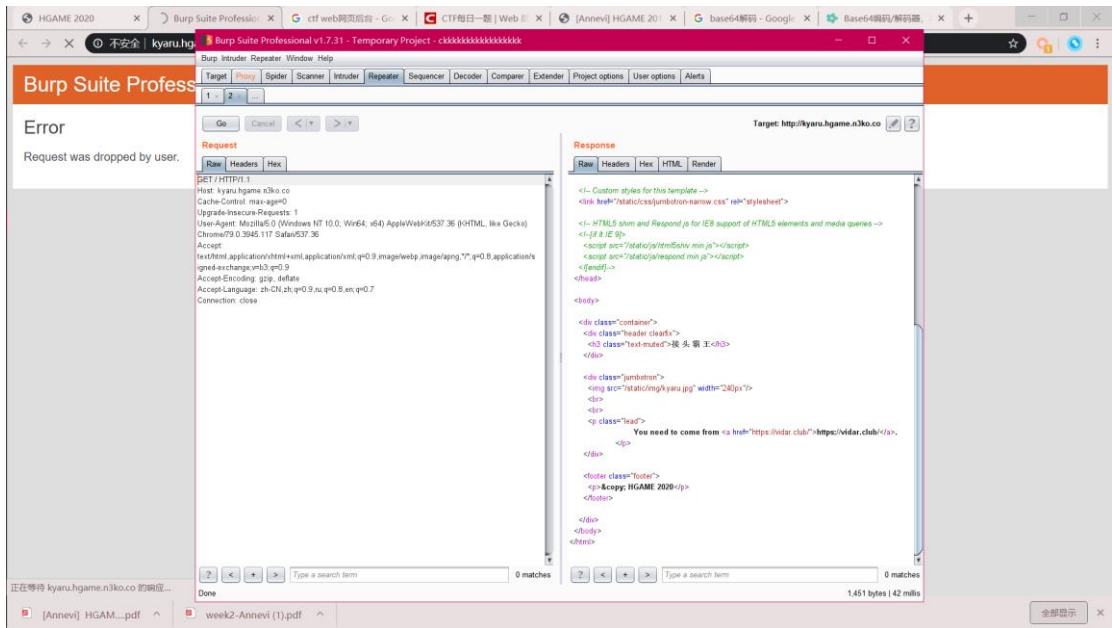 HGAME 2020
Burp Suite Profession
ctf web网页后台 - Go
CTF每日一题 | Web
[Annevi] HGAME 201
base64解码 - Google
Base64编码/解码器,
不安全 | kyaru.hg
Burp Suite Profess
Error
Request was dropped by user.
Burp Suite Professional v1.7.31 - Temporary Project - ckkkkkkkkkkkkkkkkkk
Burp Intruder Repeater Window Help
Target Proxy Spider Scanner Intruder Repeater Sequencer Decoder Comparer Extender Project options User options Alerts
1 × 2 × ...
Go Cancel < > Target: http://kyaru.hgame.n3ko.co ?
Request
Raw Headers Hex
GET / HTTP/1.1
Host: kyaru.hgame.n3ko.co
Cache-Control: max-age=0
Upgrade-Insecure-Requests: 1
User-Agent: Mozilla/5.0 (Windows NT 10.0; Win64; x64) AppleWebKit/537.36 (KHTML, like Gecko)
Chrome/79.0.3945.117 Safari/537.36
Accept:
text/html,application/xhtml+xml,application/xml;q=0.9,image/webp,image/apng,*/*;q=0.8,application/s
igned-exchange;v=b3;q=0.9
Accept-Encoding: gzip, deflate
Accept-Language: zh-CN,zh;q=0.9,ru;q=0.8,en;q=0.7
Connection: close
? < + > Type a search term 0 matches
Response
Raw Headers Hex HTML Render
<!-- Custom styles for this template -->
<link href="/static/css/jumbotron-narrow.css" rel="stylesheet">
<!-- HTML5 shim and Respond.js for IE8 support of HTML5 elements and media queries -->
<!--[if lt IE 9]>
<script src="/static/js/html5shiv.min.js"></script>
<script src="/static/js/respond.min.js"></script>
<![endif]-->
</head>
<body>
<div class="container">
<div class="header clearfix">
<h3 class="text-muted">接 头 霸 王</h3>
</div>
<div class="jumbotron">
<img src="/static/img/kyaru.jpg" width="240px"/>
<br>
<br>
<p class="lead">
You need to come from <a href="https://vidar.club/">https://vidar.club/</a>.
</p>
</div>
<footer class="footer">
<p>&copy; HGAME 2020</p>
</footer>
</div>
</body>
</html>
? < + > Type a search term 0 matches
Done 1,451 bytes | 42 millis
正在等待 kyaru.hgame.n3ko.co 的响应...
[Annevi] HGAM....pdf
week2-Annevi (1).pdf
全部显示